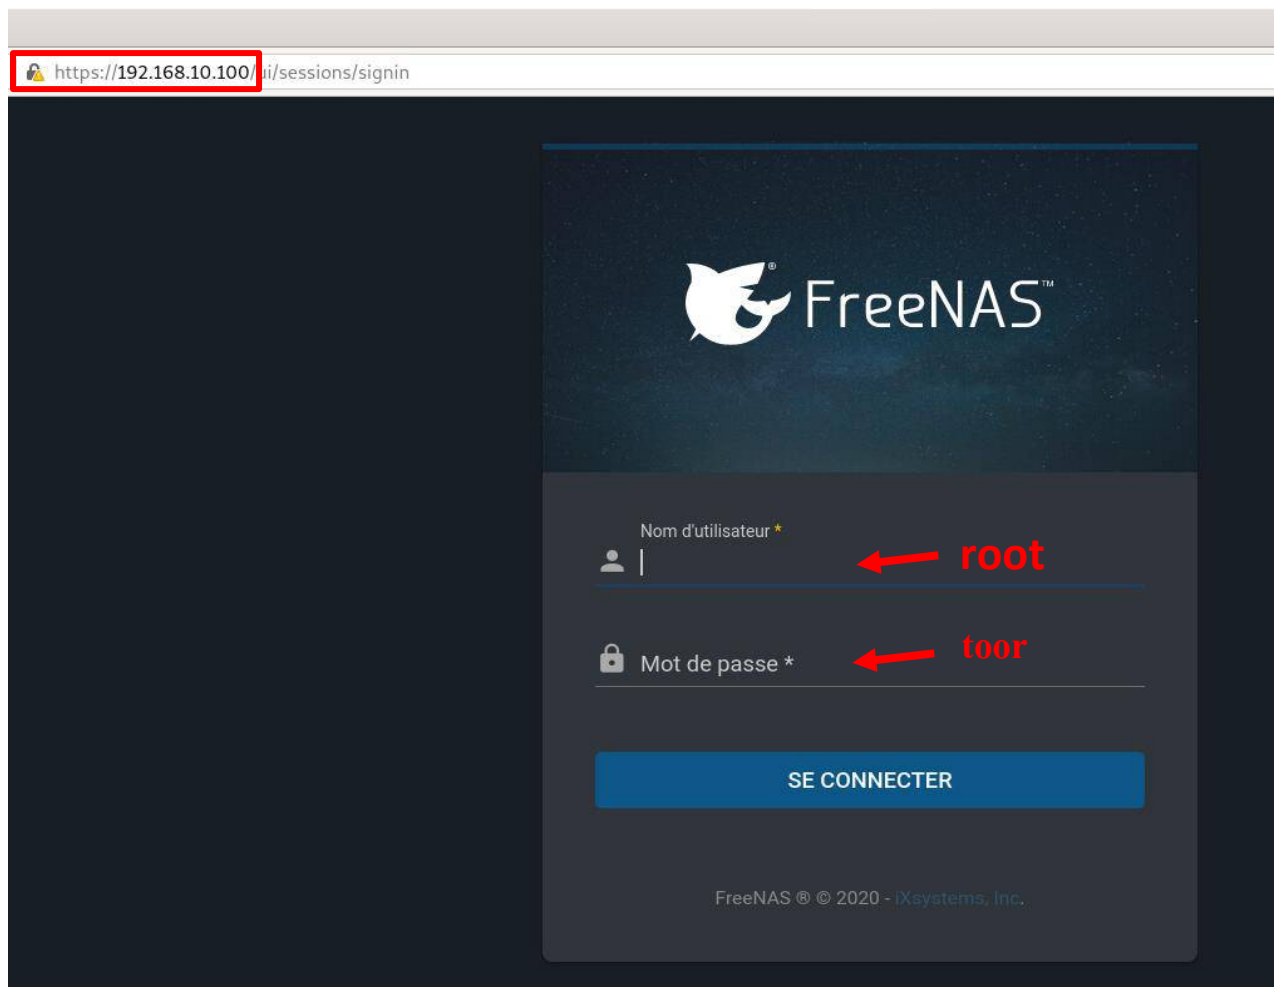 https://192.168.10.100/ui/sessions/signin
FreeNAS™
Nom d'utilisateur *
root
Mot de passe *
toor
SE CONNECTER
FreeNAS ® © 2020 - iXsystems, Inc.